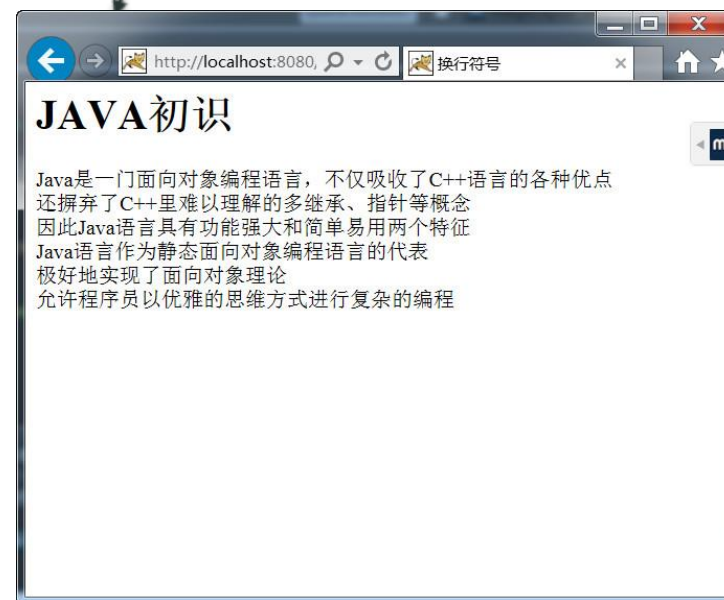 http://localhost:8080,
换行符号
JAVA初识
Java是一门面向对象编程语言，不仅吸收了C++语言的各种优点
还摒弃了C++里难以理解的多继承、指针等概念
因此Java语言具有功能强大和简单易用两个特征
Java语言作为静态面向对象编程语言的代表
极好地实现了面向对象理论
允许程序员以优雅的思维方式进行复杂的编程